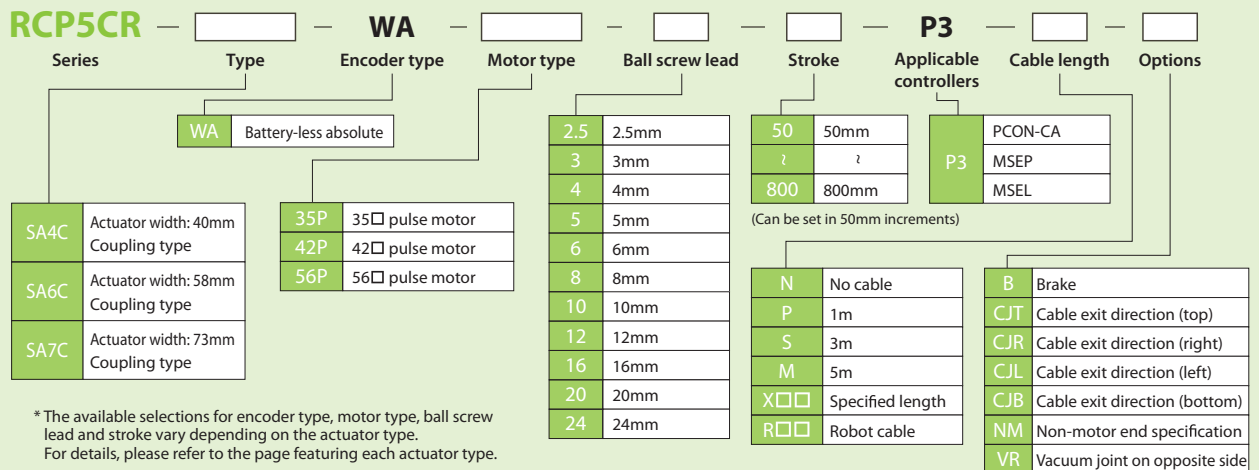 RCP5CR — □ — WA — □ — □ — □ — P3 — □ — □
Series Type Encoder type Motor type Ball screw lead Stroke Applicable controllers Cable length Options
WA Battery-less absolute
SA4C Actuator width: 40mm
Coupling type
SA6C Actuator width: 58mm
Coupling type
SA7C Actuator width: 73mm
Coupling type
35P 35□ pulse motor
42P 42□ pulse motor
56P 56□ pulse motor
2.5 2.5mm
3 3mm
4 4mm
5 5mm
6 6mm
8 8mm
10 10mm
12 12mm
16 16mm
20 20mm
24 24mm
50 50mm
≀ ≀
800 800mm
(Can be set in 50mm increments)
P3 PCON-CA
MSEP
MSEL
N No cable
P 1m
S 3m
M 5m
X□□ Specified length
R□□ Robot cable
B Brake
CJT Cable exit direction (top)
CJR Cable exit direction (right)
CJL Cable exit direction (left)
CJB Cable exit direction (bottom)
NM Non-motor end specification
VR Vacuum joint on opposite side
* The available selections for encoder type, motor type, ball screw
lead and stroke vary depending on the actuator type.
For details, please refer to the page featuring each actuator type.